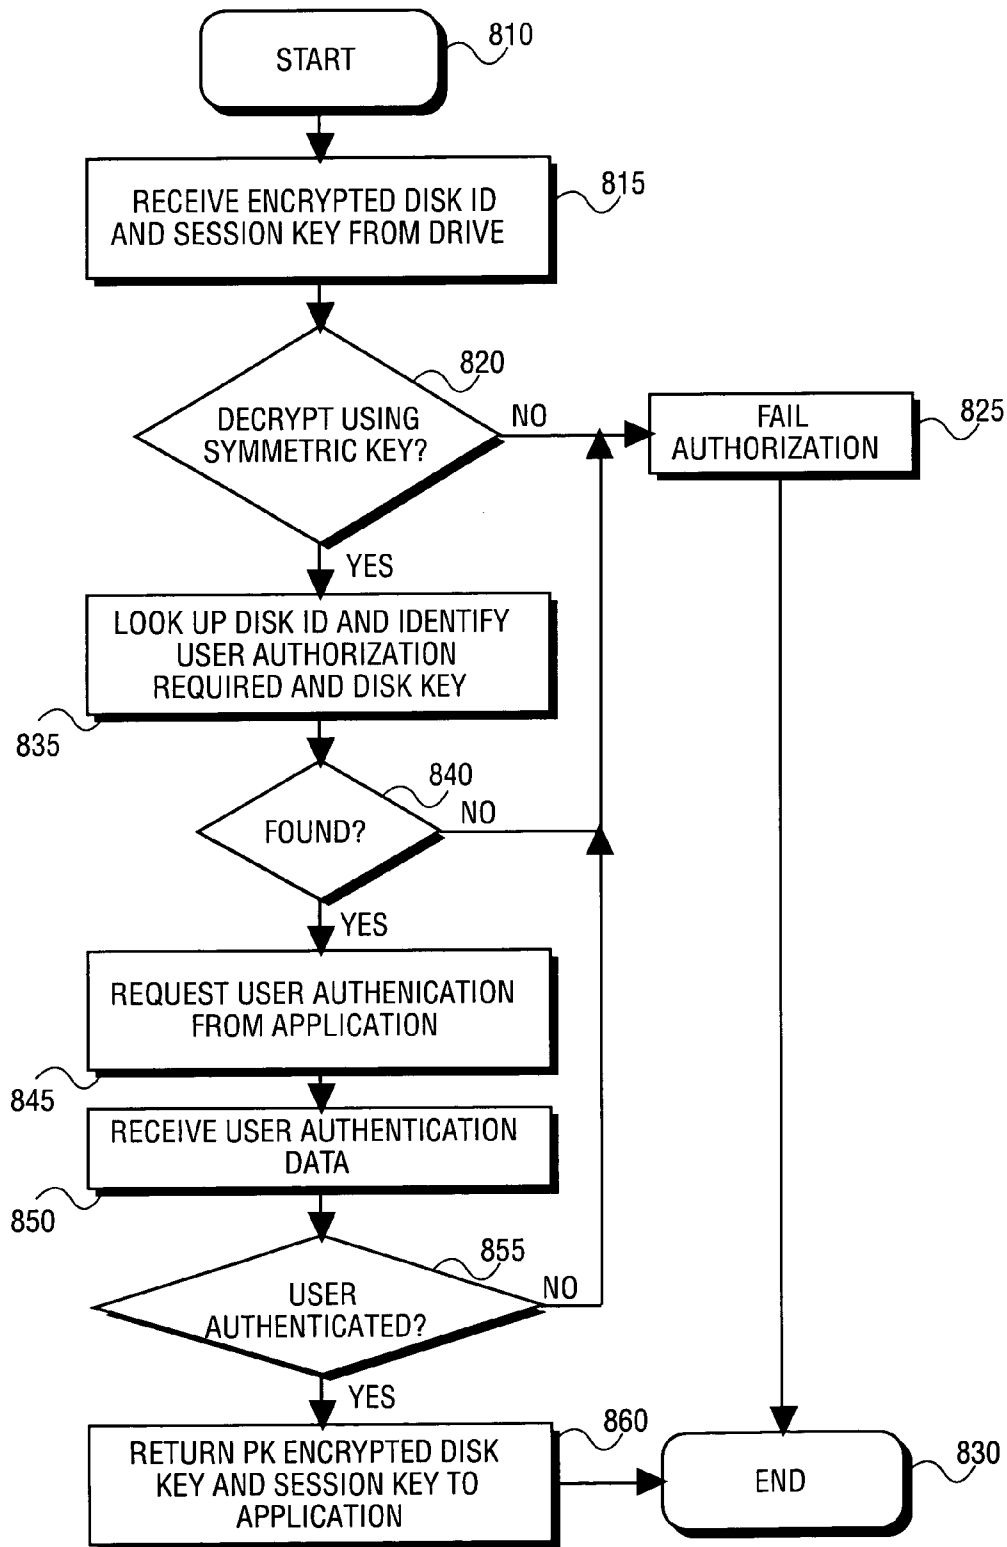 START
810
RECEIVE ENCRYPTED DISK ID
AND SESSION KEY FROM DRIVE
815
820
DECRYPT USING
SYMMETRIC KEY?
NO
FAIL
AUTHORIZATION
825
YES
LOOK UP DISK ID AND IDENTIFY
USER AUTHORIZATION
REQUIRED AND DISK KEY
835
840
FOUND?
NO
YES
REQUEST USER AUTHENICATION
FROM APPLICATION
845
RECEIVE USER AUTHENTICATION
DATA
850
855
USER
AUTHENTICATED?
NO
YES
RETURN PK ENCRYPTED DISK
KEY AND SESSION KEY TO
APPLICATION
860
END
830